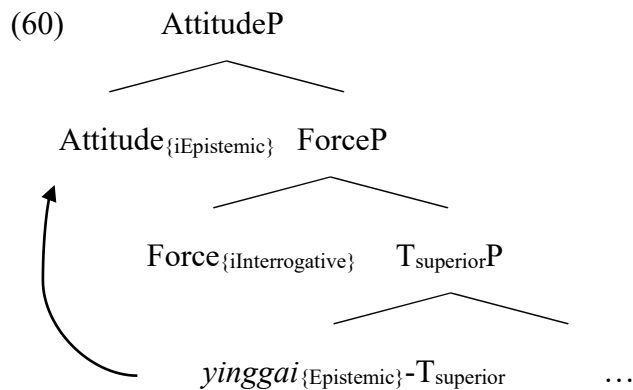 (60) AttitudeP
Attitude{iEpistemic} ForceP
Force{iInterrogative} TsuperiorP
yinggai{Epistemic}-Tsuperior …